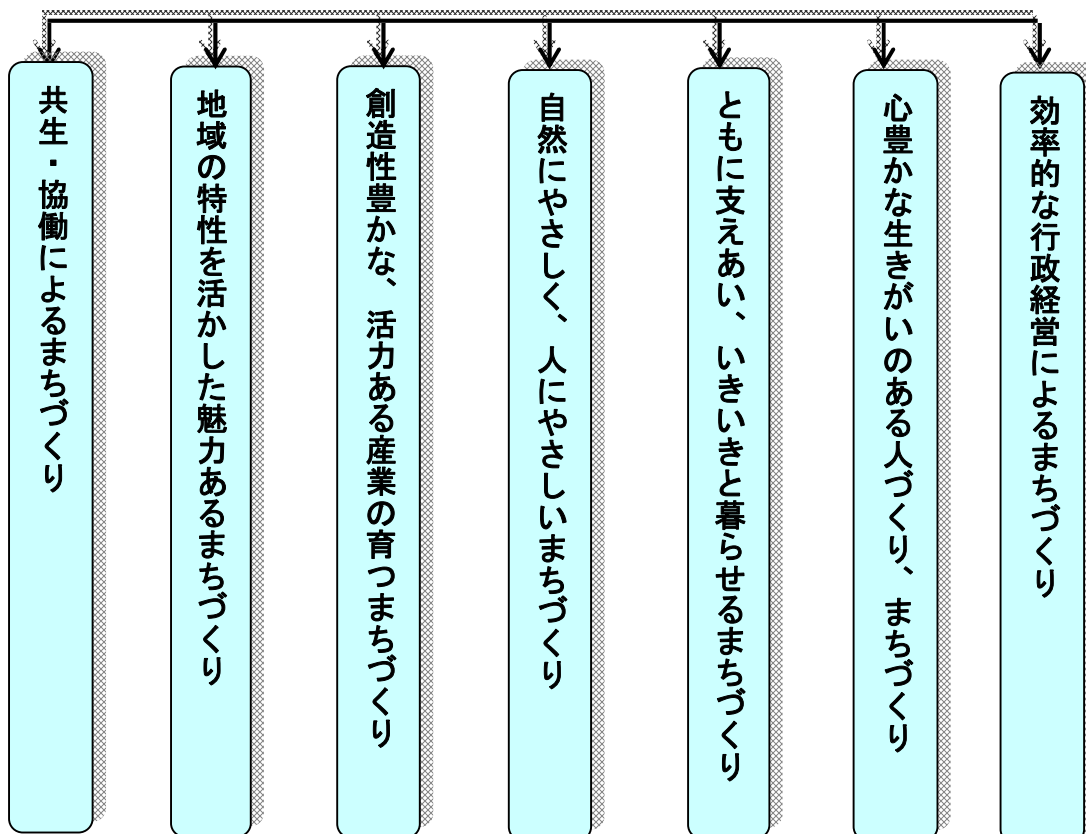 共生・協働によるまちづくり
地域の特性を活かした魅力あるまちづくり
創造性豊かな、活力ある産業の育つまちづくり
自然にやさしく、人にやさしいまちづくり
ともに支えあい、いきいきと暮らせるまちづくり
心豊かな生きがいのある人づくり、まちづくり
効率的な行政経営によるまちづくり